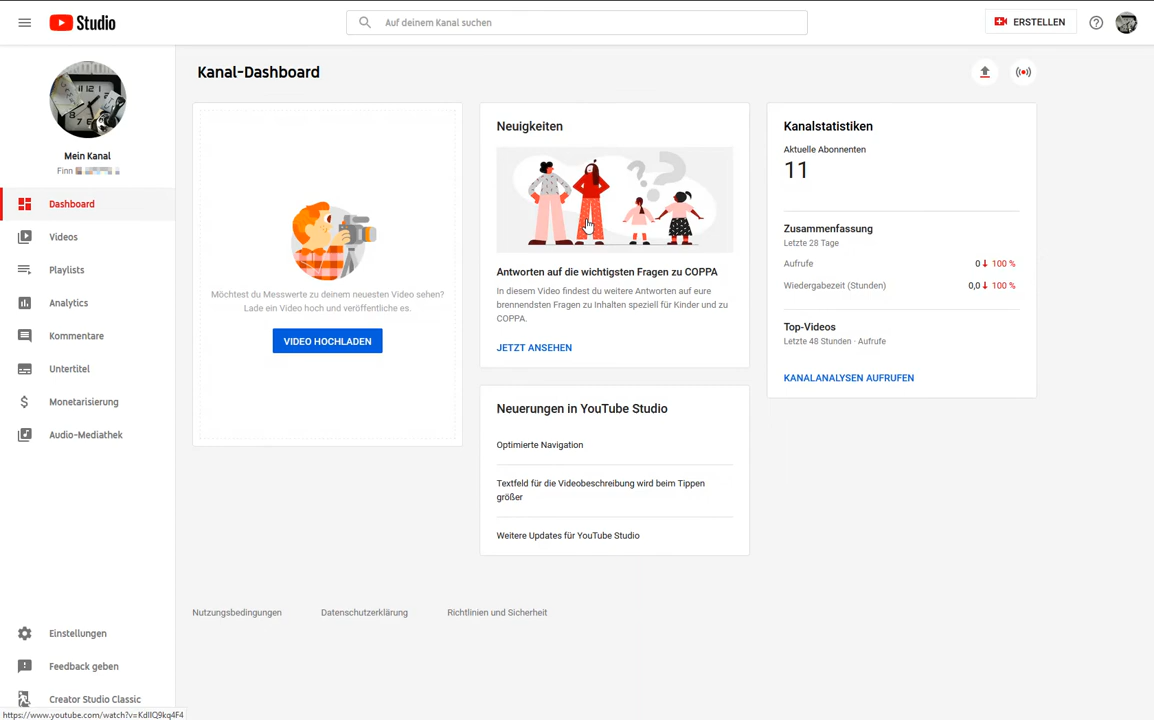 Studio
Auf deinem Kanal suchen
ERSTELLEN
Mein Kanal
Finn
Dashboard
Videos
Playlists
Analytics
Kommentare
Untertitel
Monetarisierung
Audio-Mediathek
Einstellungen
Feedback geben
Creator Studio Classic
https://www.youtube.com/watch?v=KdIIQ9kq4F4
Kanal-Dashboard
Möchtest du Messwerte zu deinem neuesten Video sehen?
Lade ein Video hoch und veröffentliche es.
VIDEO HOCHLADEN
Neuigkeiten
Antworten auf die wichtigsten Fragen zu COPPA
In diesem Video findest du weitere Antworten auf eure
brennendsten Fragen zu Inhalten speziell für Kinder und zu
COPPA.
JETZT ANSEHEN
Neuerungen in YouTube Studio
Optimierte Navigation
Textfeld für die Videobeschreibung wird beim Tippen
größer
Weitere Updates für YouTube Studio
Kanalstatistiken
Aktuelle Abonnenten
11
Zusammenfassung
Letzte 28 Tage
Aufrufe 0 100 %
Wiedergabezeit (Stunden) 0,0 100 %
Top-Videos
Letzte 48 Stunden · Aufrufe
KANALANALYSEN AUFRUFEN
Nutzungsbedingungen Datenschutzerklärung Richtlinien und Sicherheit